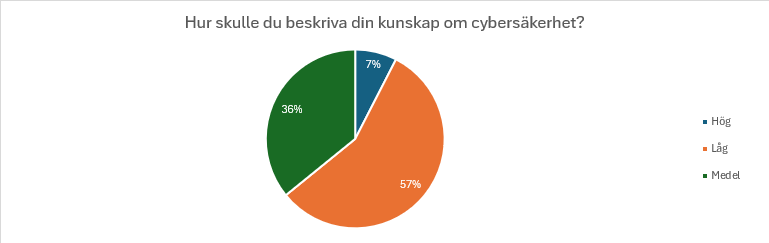 Hur skulle du beskriva din kunskap om cybersäkerhet?
7%
36%
57%
Hög
Låg
Medel